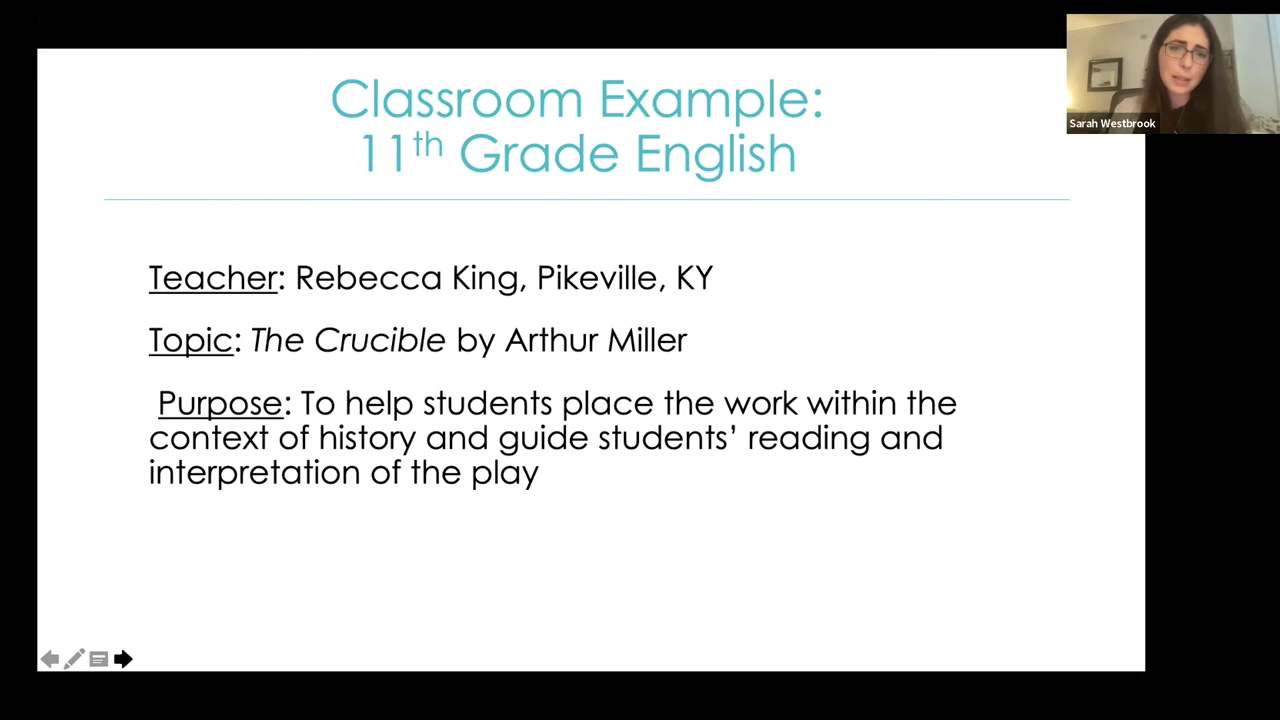 Classroom Example:
11th Grade English
Sarah Westbrook
Teacher: Rebecca King, Pikeville, KY
Topic: The Crucible by Arthur Miller
Purpose: To help students place the work within the
context of history and guide students’ reading and
interpretation of the play